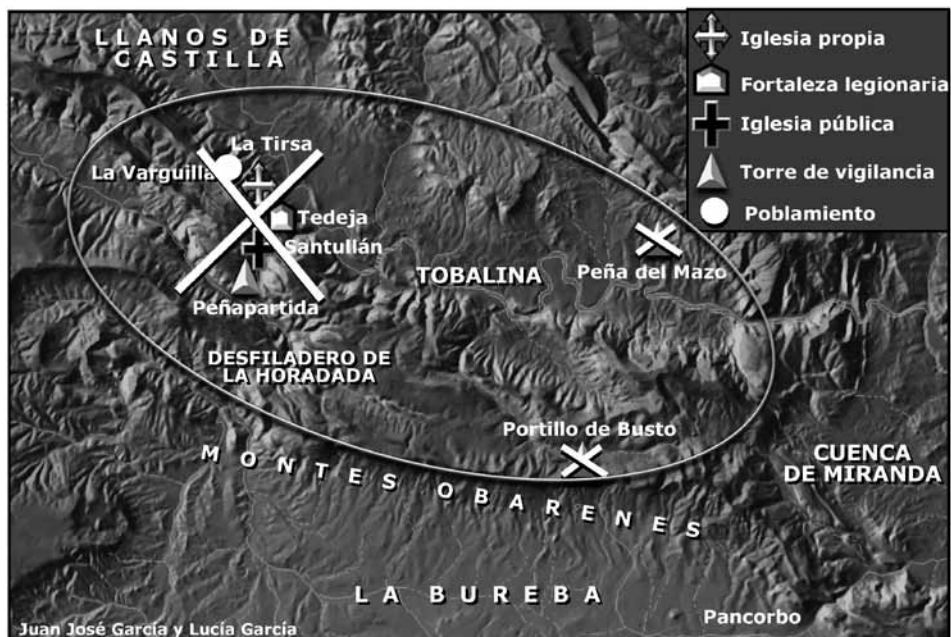 LLANOS DE
CASTILLA
Iglesia propia
Fortaleza legionaria
Iglesia pública
Torre de vigilancia
Poblamiento
La Tirsa
La Varguilla
Tedeja
Santullán
Peñapartida
TOBALINA
Peña del Mazo
DESFILADERO DE
LA HORADADA
Portillo de Busto
CUENCA
DE MIRANDA
MONTES OBARENES
LA BUREBA
Pancorbo
Juan José García y Lucía García